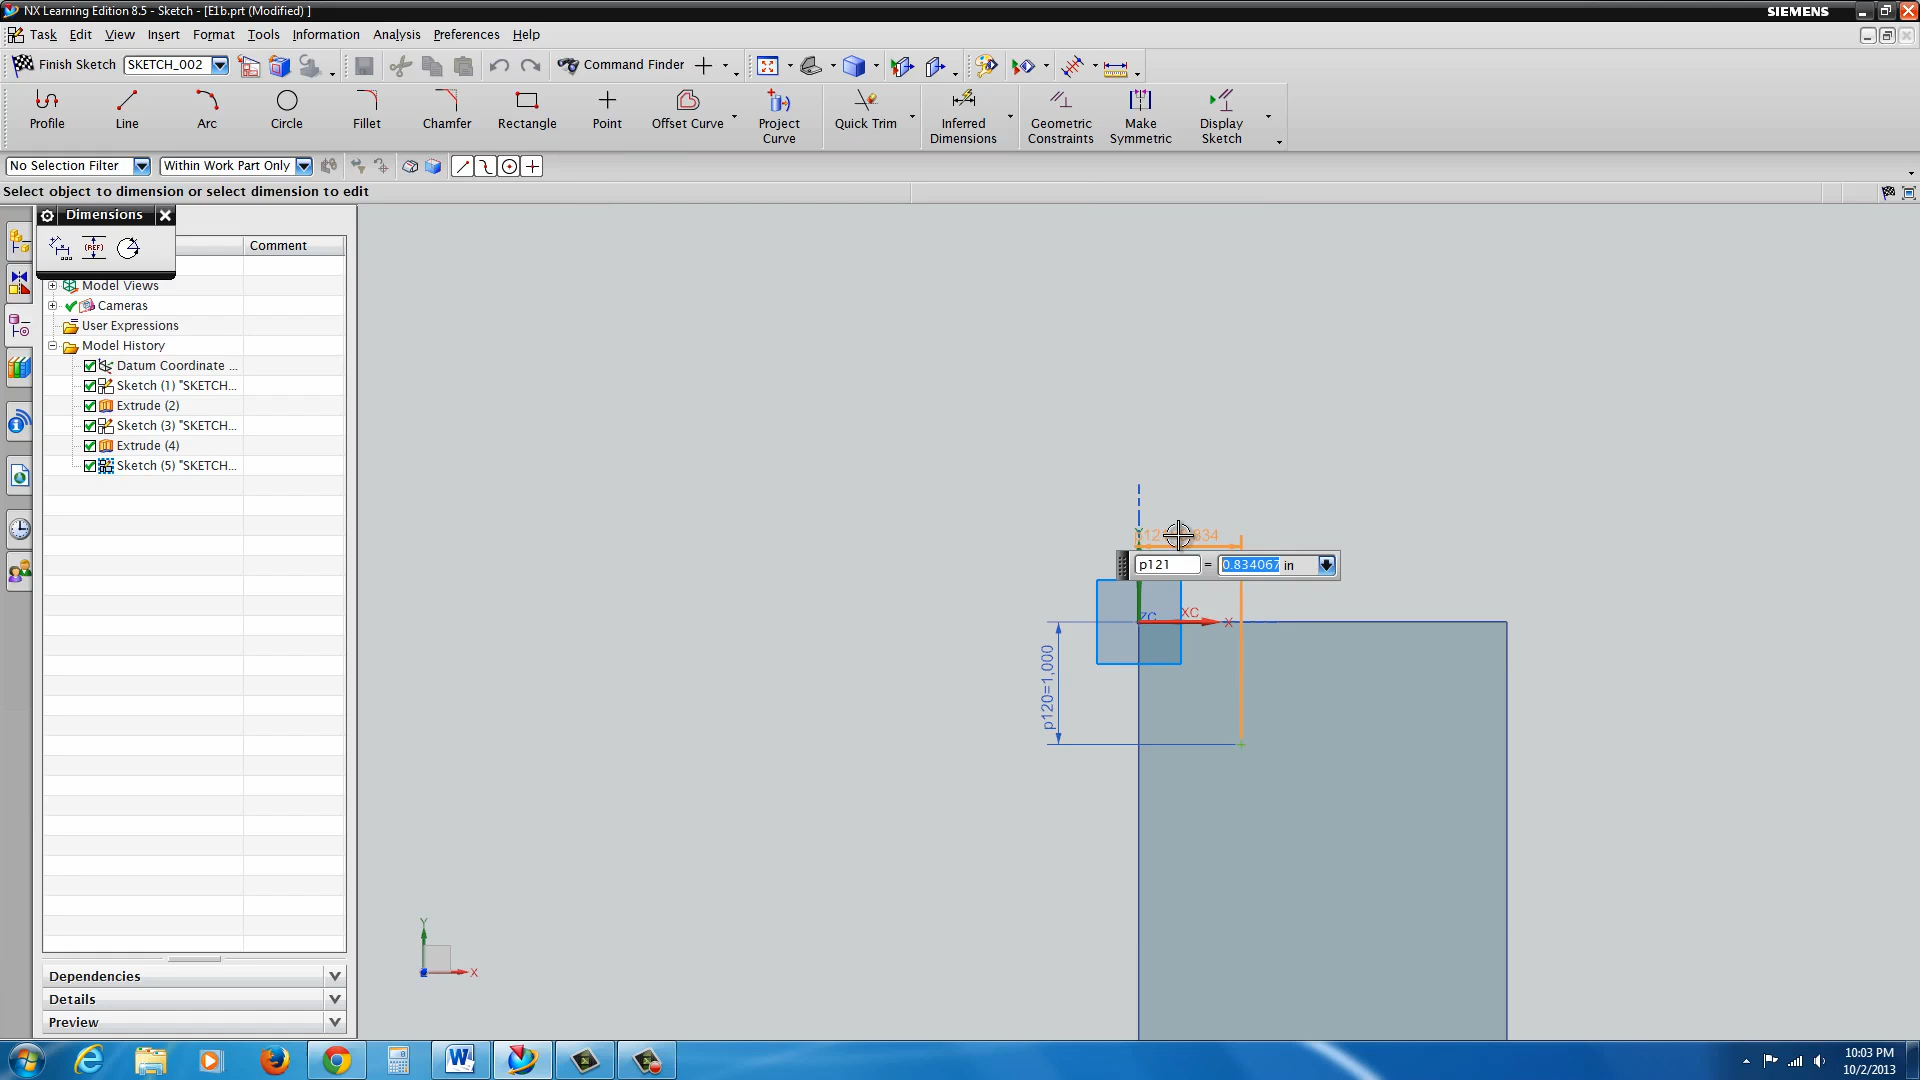 NX Learning Edition 8.5 - Sketch - [E1b.prt (Modified) ]
SIEMENS
Task Edit View Insert Format Tools Information Analysis Preferences Help
Finish Sketch SKETCH_002 Command Finder
Profile Line Arc Circle Fillet Chamfer Rectangle Point Offset Curve Project Curve Quick Trim Inferred Dimensions Geometric Constraints Make Symmetric Display Sketch
No Selection Filter Within Work Part Only
Select object to dimension or select dimension to edit
Dimensions
(REF)
Comment
Model Views
Cameras
User Expressions
Model History
Datum Coordinate ...
Sketch (1) "SKETCH...
Extrude (2)
Sketch (3) "SKETCH...
Extrude (4)
Sketch (5) "SKETCH...
p121 = 0.834067 in
Y
ZC XC X
p120=1,000
Y
X
Dependencies
Details
Preview
10:03 PM
10/2/2013